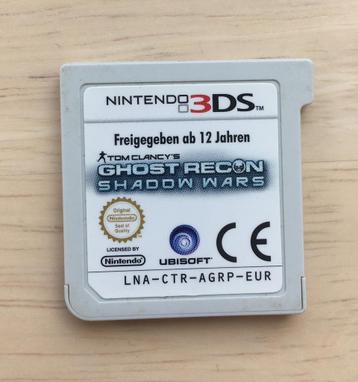 NINTENDO 3DS™
Freigegeben ab 12 Jahren
TOM CLANCY'S
GHOST RECON
SHADOW WARS
Original
Nintendo
Seal of
Quality
LICENSED BY
Nintendo
UBISOFT
CE
LNA-CTR-AGRP-EUR